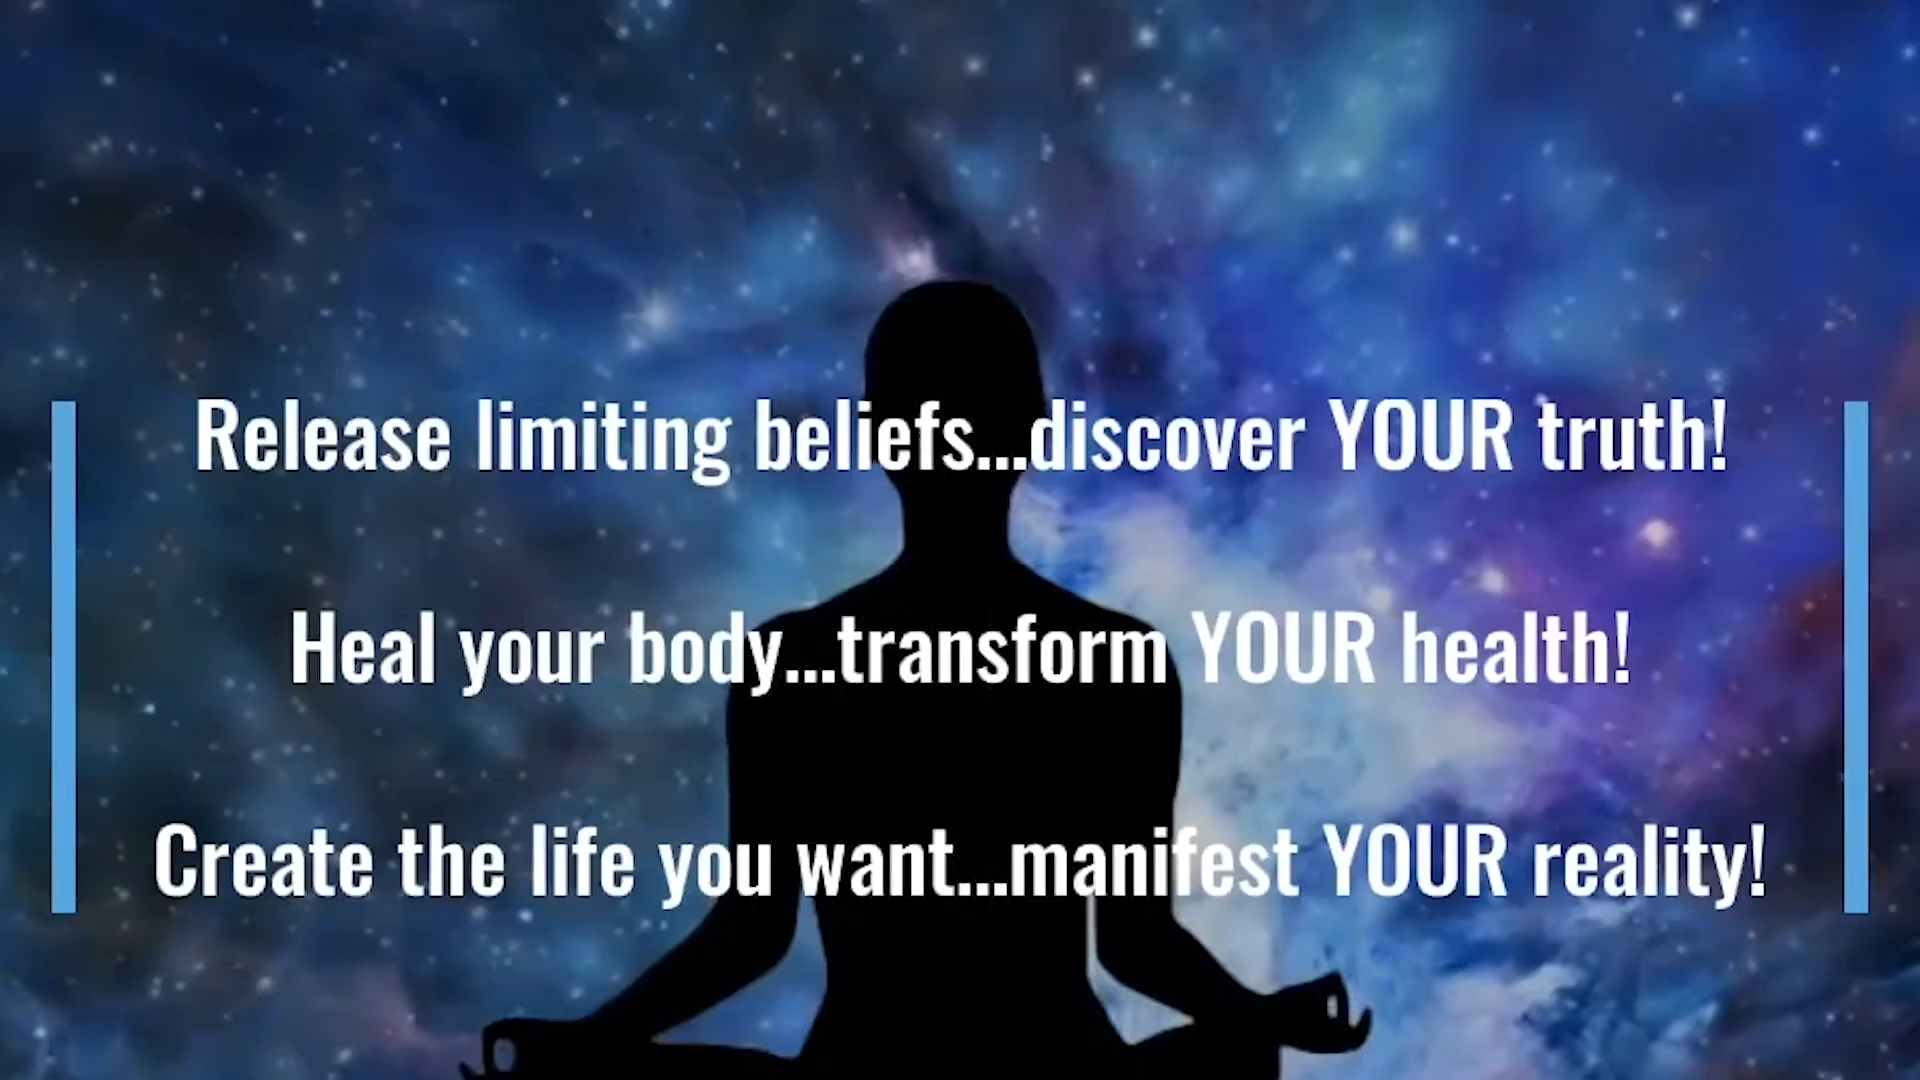 Release limiting beliefs...discover YOUR truth!
Heal your body...transform YOUR health!
Create the life you want...manifest YOUR reality!